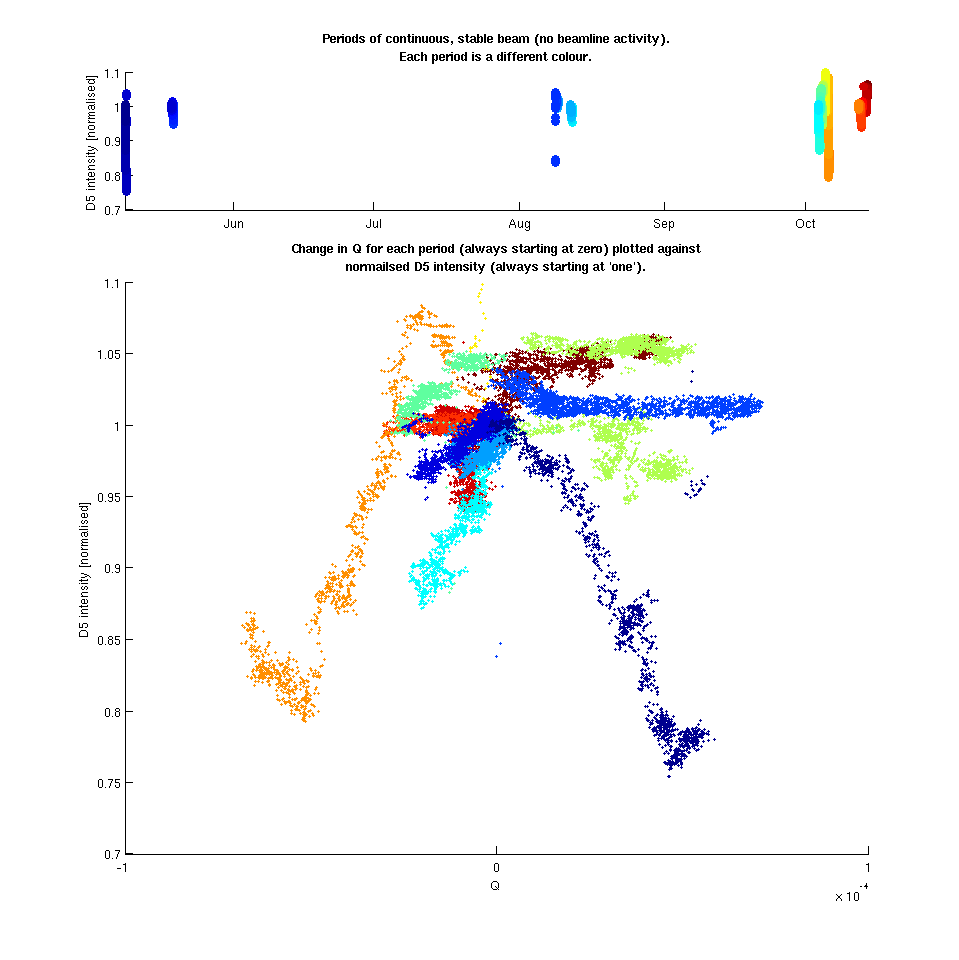 Periods of continuous, stable beam (no beamline activity).
Each period is a different colour.
D5 intensity [normalised]
1.1
1
0.9
0.8
0.7
Jun
Jul
Aug
Sep
Oct
Change in Q for each period (always starting at zero) plotted against
normailsed D5 intensity (always starting at 'one').
D5 intensity [normalised]
1.1
1.05
1
0.95
0.9
0.85
0.8
0.75
0.7
-1
0
1
Q
× 10⁻⁴